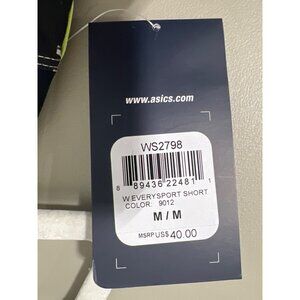 www.asics.com
WS2798
8 89436 22481 1
W EVERYSPORT SHORT
COLOR: 9012
M / M
MSRP US$ 40.00